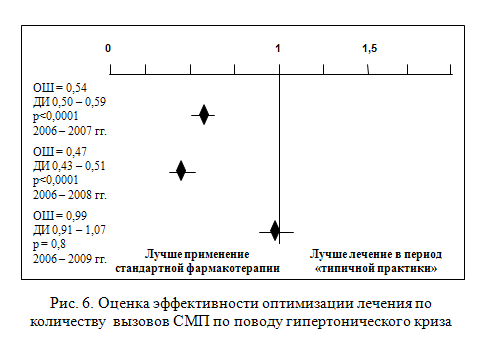 0 1 1,5
ОШ = 0,54
ДИ 0,50 – 0,59
p<0,0001
2006 – 2007 гг.
ОШ = 0,47
ДИ 0,43 – 0,51
p<0,0001
2006 – 2008 гг.
ОШ = 0,99
ДИ 0,91 – 1,07
p = 0,8
2006 – 2009 гг.
Лучше применение
стандартной фармакотерапии
Лучше лечение в период
«типичной практики»
Рис. 6. Оценка эффективности оптимизации лечения по
количеству вызовов СМП по поводу гипертонического криза